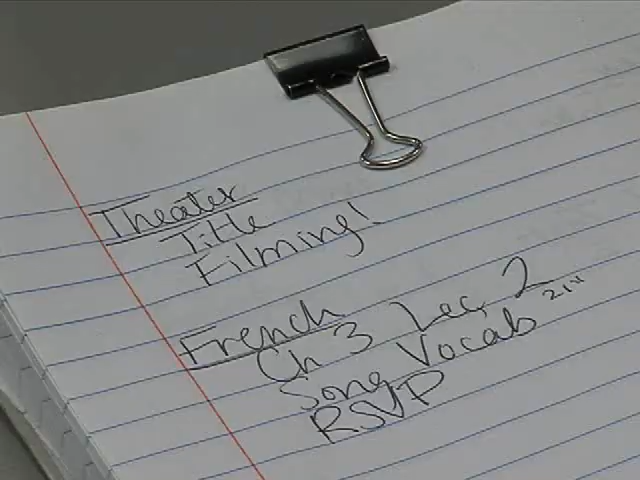 Theater
Title
Filming!
French
Ch 3 Lec 2
Song Vocab
RSVP